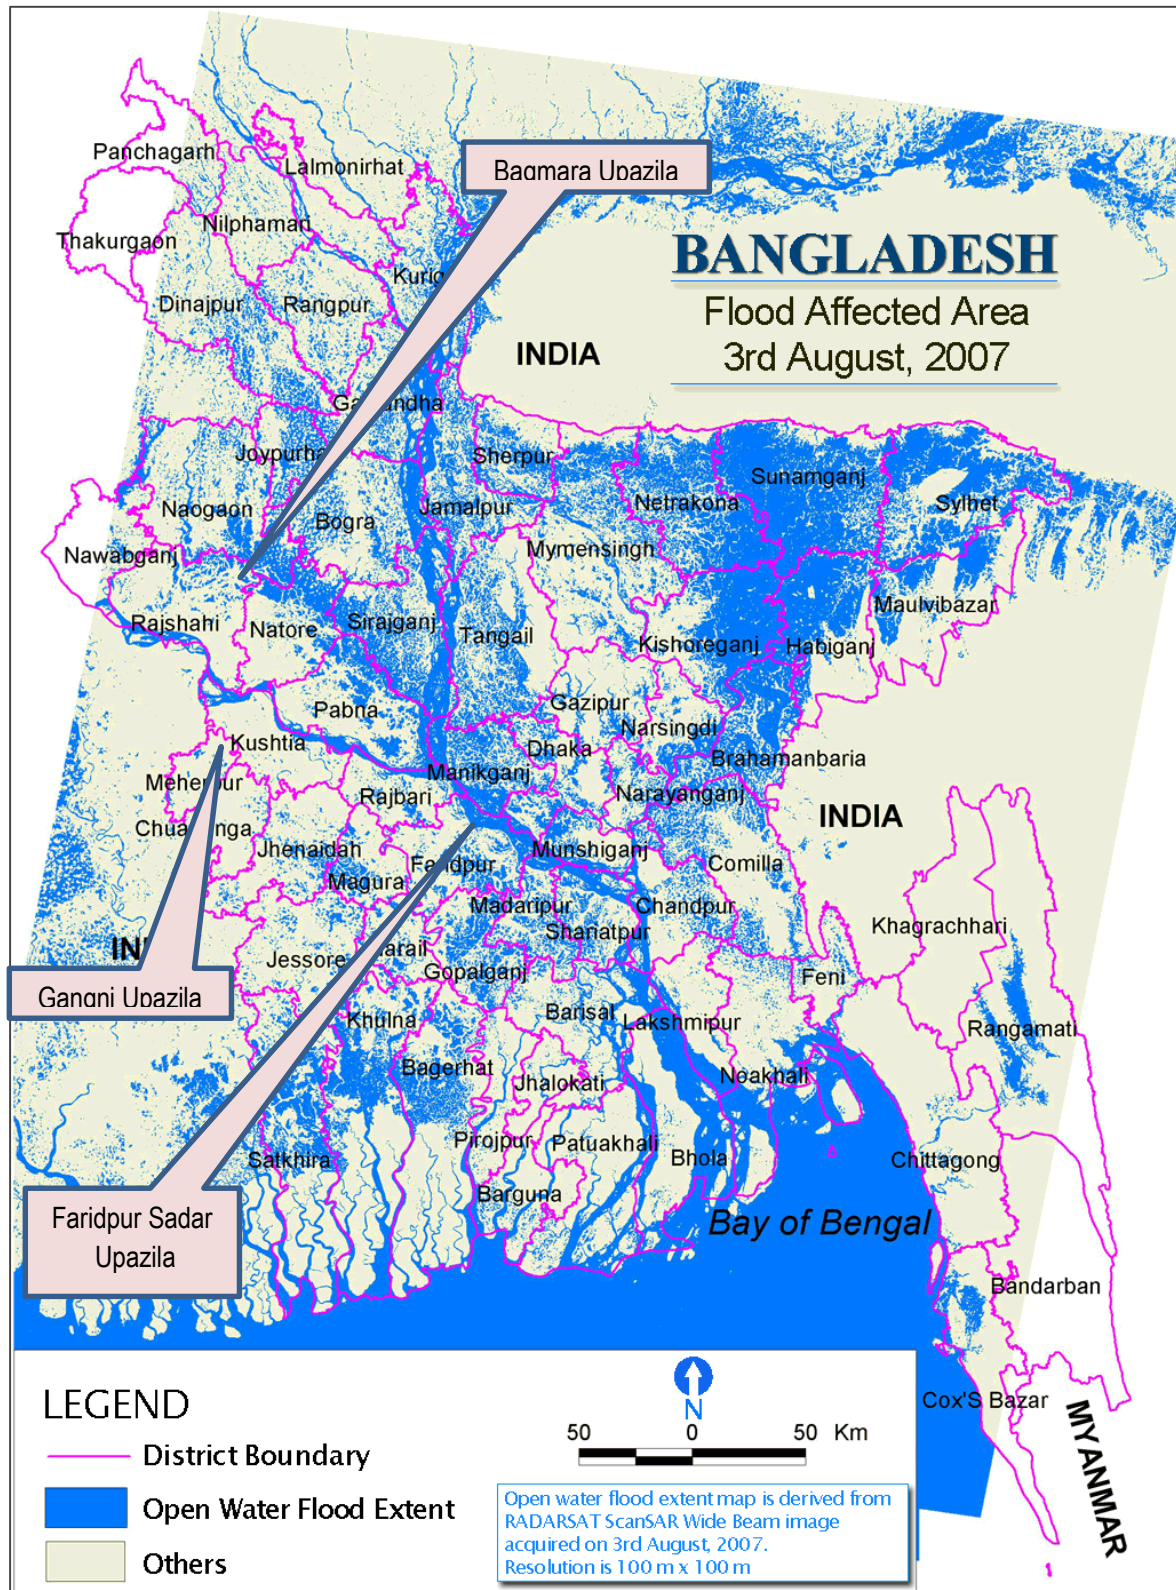 BANGLADESH
Flood Affected Area
3rd August, 2007
Bagmara Upazila
Panchagarh
Lalmonirhat
Nilphamari
Thakurgaon
Dinajpur
Rangpur
INDIA
Sherpur
Sunamganj
Netrakona
Sylhet
Naogaon
Bogra
Jamalpur
Mymensingh
Nawabganj
Maulvibazar
Rajshahi
Natore
Sirajganj
Tangail
Kishoreganj
Habiganj
Pabna
Gazipur
Narsingdi
Kushtia
Dhaka
Brahamanbaria
Manikganj
Rajbari
Narayanganj
INDIA
Jhenaidah
Munshiganj
Comilla
Magura
Madaripur
Chandpur
Shariatpur
Khagrachhari
Jessore
Gopalganj
Feni
Gangni Upazila
Khulna
Barisal
Lakshmipur
Rangamati
Bagerhat
Jhalokati
Noakhali
Pirojpur
Patuakhali
Bhola
Satkhira
Barguna
Chittagong
Faridpur Sadar
Upazila
Bay of Bengal
Bandarban
Cox'S Bazar
MYANMAR
LEGEND
District Boundary
Open Water Flood Extent
Others
N
50 0 50 Km
Open water flood extent map is derived from
RADARSAT ScanSAR Wide Beam image
acquired on 3rd August, 2007.
Resolution is 100 m x 100 m